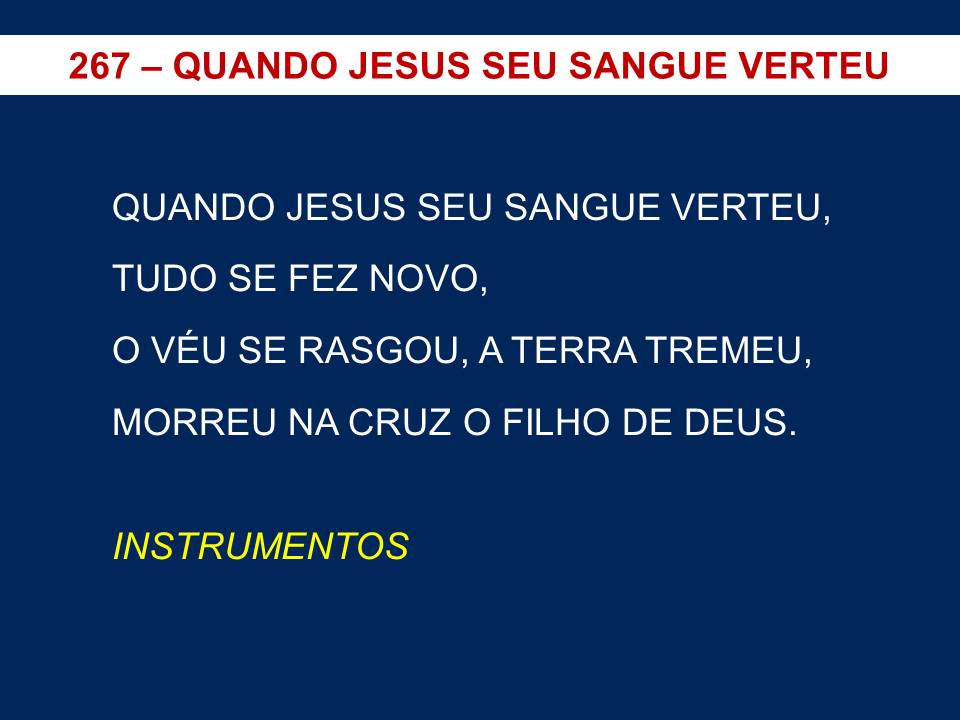 267 – QUANDO JESUS SEU SANGUE VERTEU
QUANDO JESUS SEU SANGUE VERTEU,
TUDO SE FEZ NOVO,
O VÉU SE RASGOU, A TERRA TREMEU,
MORREU NA CRUZ O FILHO DE DEUS.
INSTRUMENTOS